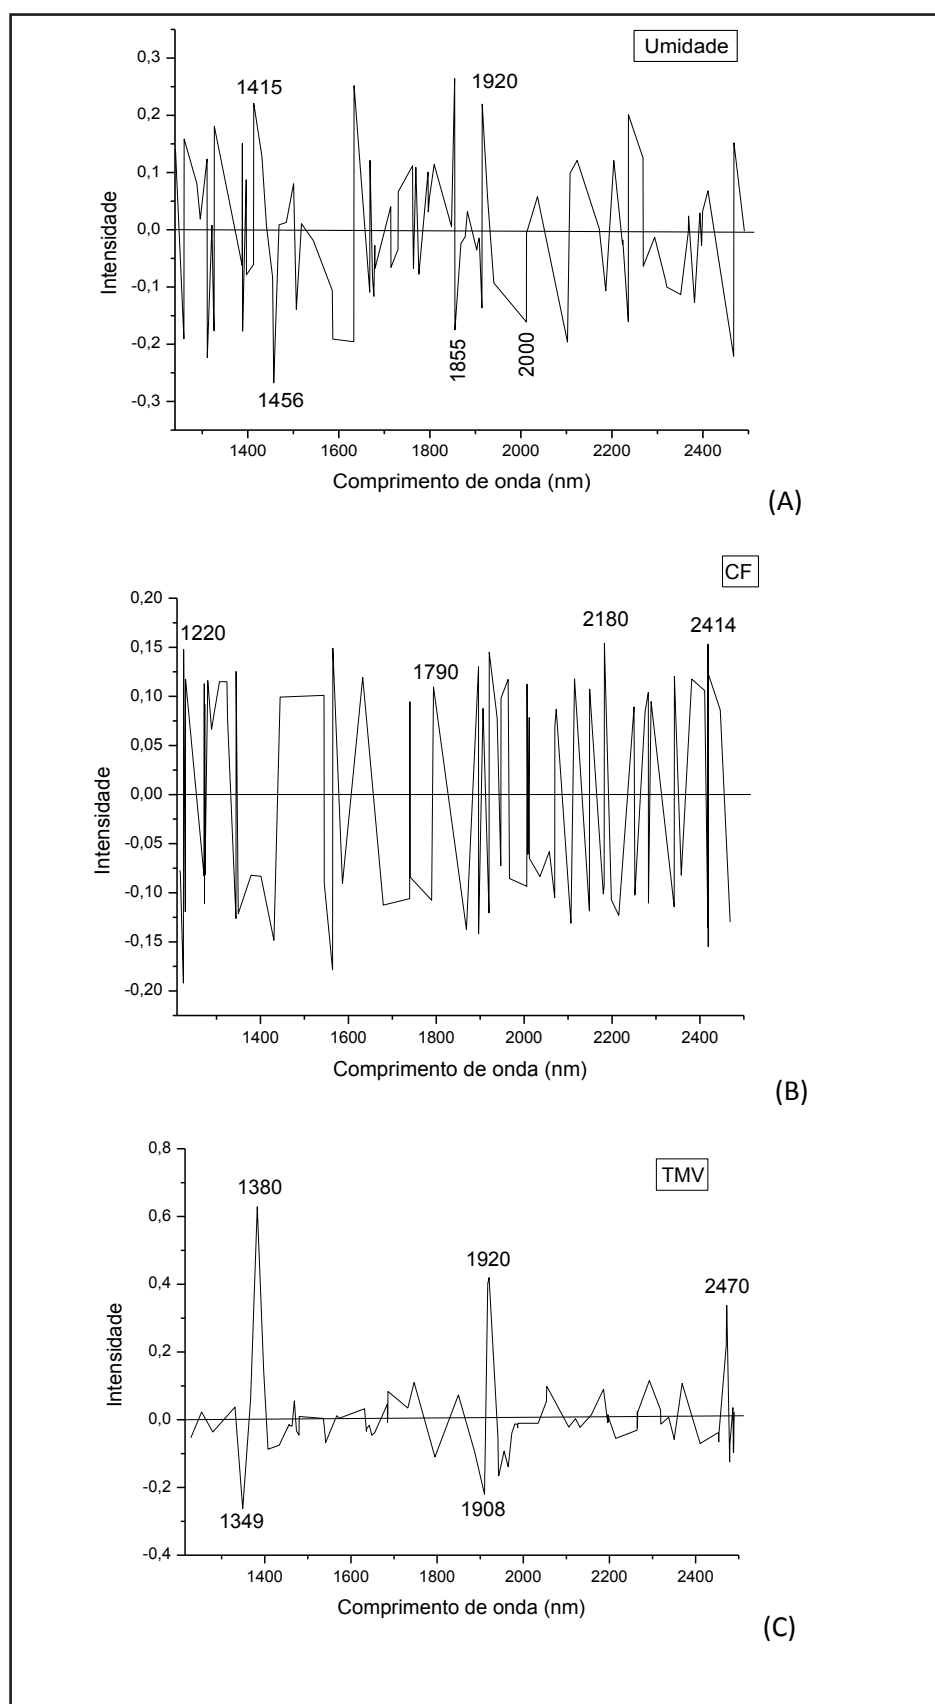 Umidade
0,3
0,2
0,1
0,0
-0,1
-0,2
-0,3
Intensidade
1415
1920
1456
1855
2000
1400 1600 1800 2000 2200 2400
Comprimento de onda (nm)
(A)
CF
0,20
0,15
0,10
0,05
0,00
-0,05
-0,10
-0,15
-0,20
Intensidade
1220
1790
2180
2414
1400 1600 1800 2000 2200 2400
Comprimento de onda (nm)
(B)
TMV
0,8
0,6
0,4
0,2
0,0
-0,2
-0,4
Intensidade
1380
1920
2470
1349
1908
1400 1600 1800 2000 2200 2400
Comprimento de onda (nm)
(C)